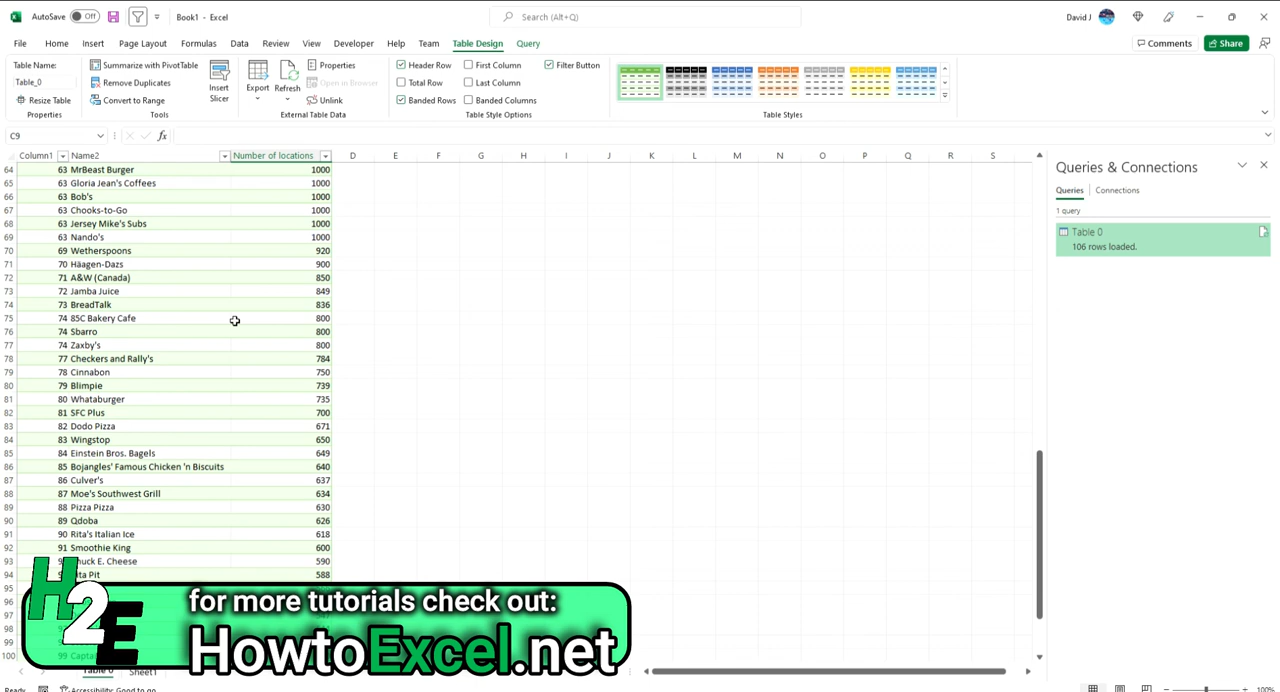 AutoSave Off Book1 - Excel Search (Alt+Q) David J
File Home Insert Page Layout Formulas Data Review View Developer Help Team Table Design Query Comments Share
Table Name: Summarize with PivotTable Properties Header Row First Column Filter Button
Table_0 Remove Duplicates Insert Slicer Export Refresh Open in Browser Total Row Last Column
Resize Table Convert to Range Unlink Banded Rows Banded Columns
Properties Tools External Table Data Table Style Options Table Styles
C9 fx
Column1 Name2 Number of locations D E F G H I J K L M N O P Q R S
64 63 MrBeast Burger 1000
65 63 Gloria Jean's Coffees 1000
66 63 Bob's 1000
67 63 Chooks-to-Go 1000
68 63 Jersey Mike's Subs 1000
69 63 Nando's 1000
70 69 Wetherspoons 920
71 70 Häagen-Dazs 900
72 71 A&W (Canada) 850
73 72 Jamba Juice 849
74 73 BreadTalk 836
75 74 85C Bakery Cafe 800
76 74 Sbarro 800
77 74 Zaxby's 800
78 77 Checkers and Rally's 784
79 78 Cinnabon 750
80 79 Blimpie 739
81 80 Whataburger 735
82 81 SFC Plus 700
83 82 Dodo Pizza 671
84 83 Wingstop 650
85 84 Einstein Bros. Bagels 649
86 85 Bojangles' Famous Chicken 'n Biscuits 640
87 86 Culver's 637
88 87 Moe's Southwest Grill 634
89 88 Pizza Pizza 630
90 89 Qdoba 626
91 90 Rita's Italian Ice 618
92 91 Smoothie King 600
93 Chuck E. Cheese 590
94 Pita Pit 588
95
96
97
98
99
100 99
Table 0 Sheet1
Ready Accessibility: Good to go 100%
Queries & Connections
Queries Connections
1 query
Table 0
106 rows loaded.
H2E
for more tutorials check out:
HowtoExcel.net